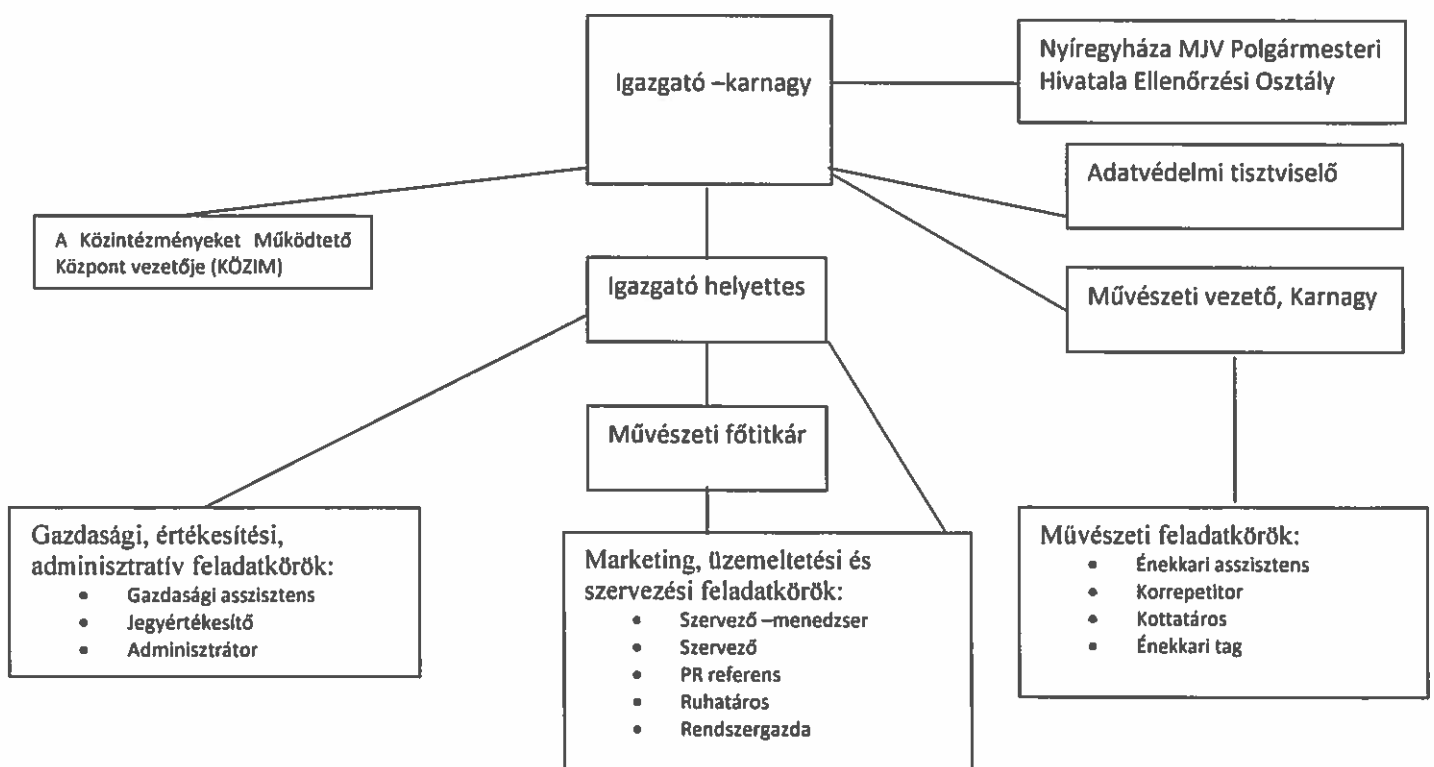 Igazgató –karnagy
Nyíregyháza MJV Polgármesteri
Hivatala Ellenőrzési Osztály
Adatvédelmi tisztviselő
A Közintézményeket Működtető
Központ vezetője (KÖZIM)
Igazgató helyettes
Művészeti vezető, Karnagy
Művészeti főtitkár
Gazdasági, értékesítési,
adminisztratív feladatkörök:
• Gazdasági asszisztens
• Jegyértékesítő
• Adminisztrátor
Marketing, üzemeltetési és
szervezési feladatkörök:
• Szervező –menedzser
• Szervező
• PR referens
• Ruhatáros
• Rendszergazda
Művészeti feladatkörök:
• Énekkari asszisztens
• Korrepetitor
• Kottatáros
• Énekkari tag